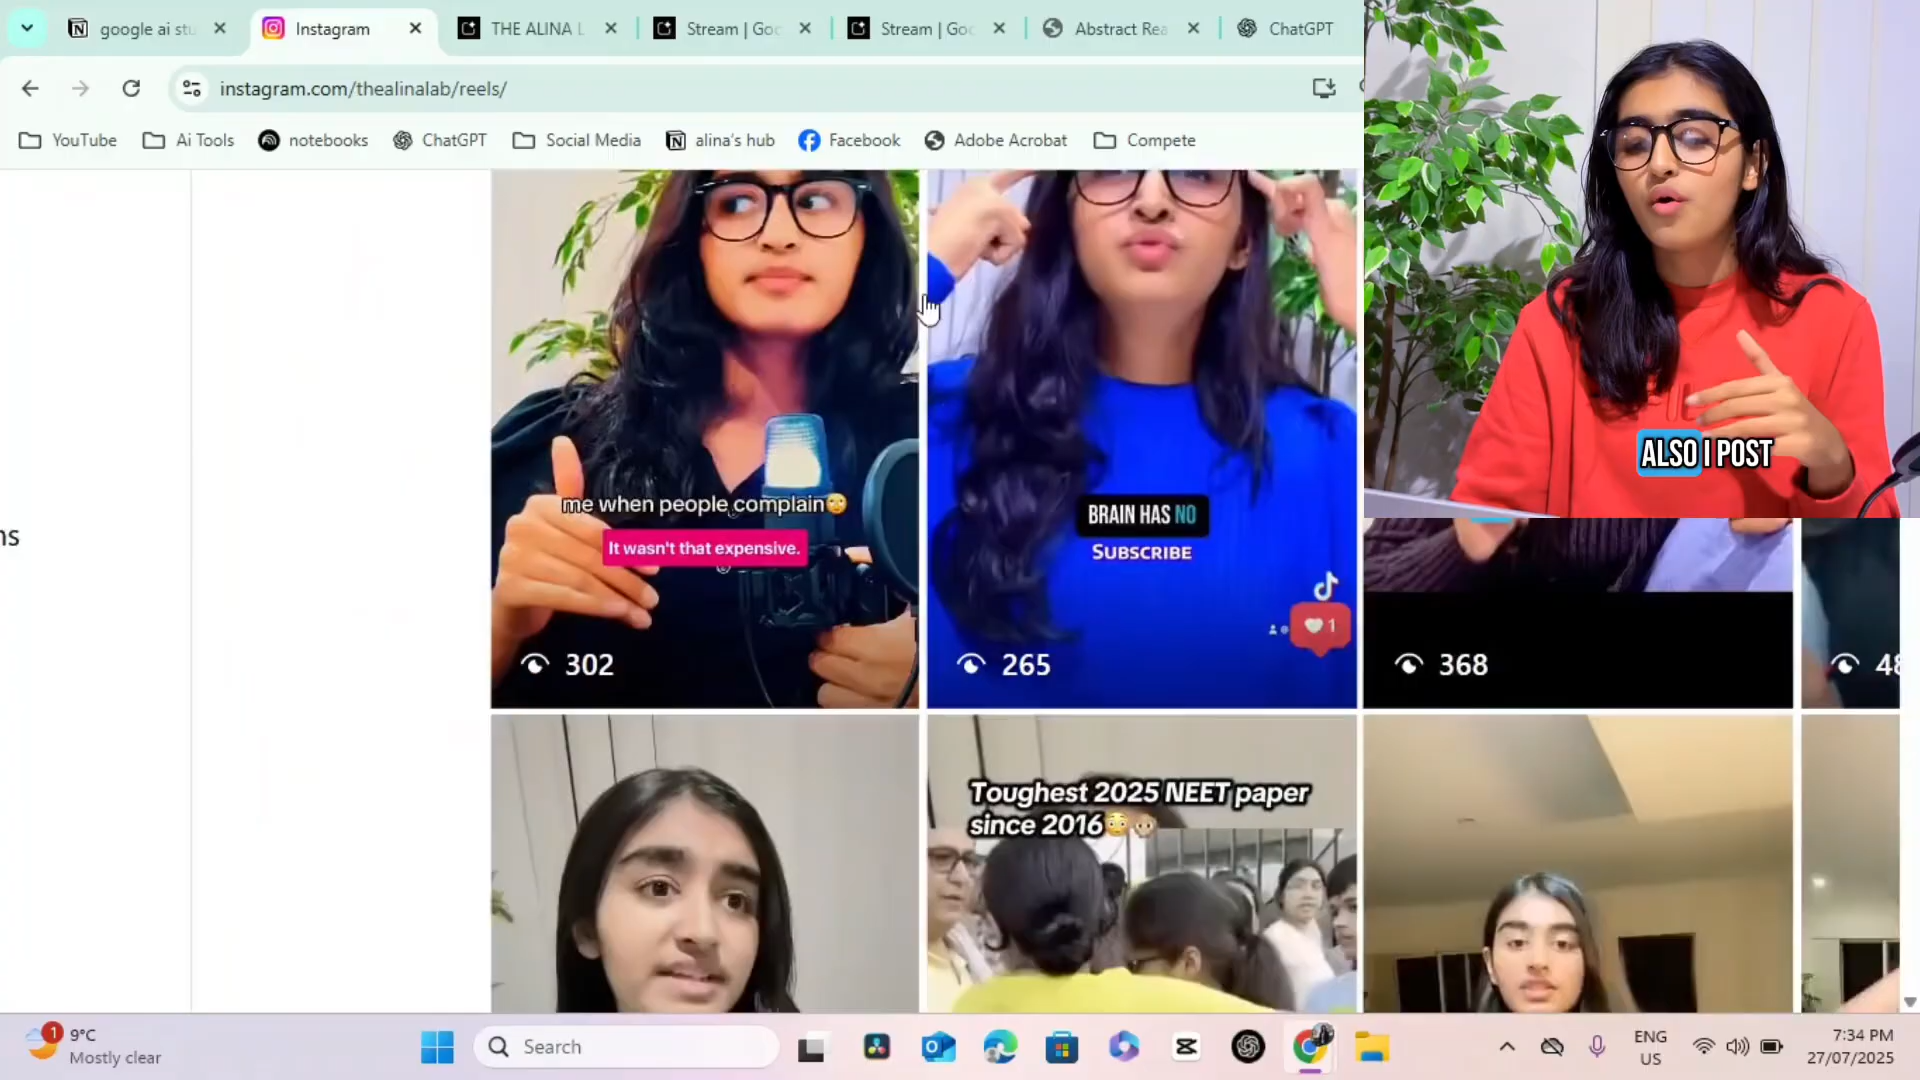 google ai stu
Instagram
THE ALINA L
Stream | Goo
Stream | Goo
Abstract Rea
ChatGPT
instagram.com/thealinalab/reels/
YouTube
Ai Tools
notebooks
ChatGPT
Social Media
alina's hub
Facebook
Adobe Acrobat
Compete
ALSO I POST
ns
me when people complain🙄
It wasn't that expensive.
302
BRAIN HAS NO
SUBSCRIBE
1
265
368
48
Toughest 2025 NEET paper
since 2016
1
9°C
Mostly clear
Search
ENG
US
7:34 PM
27/07/2025